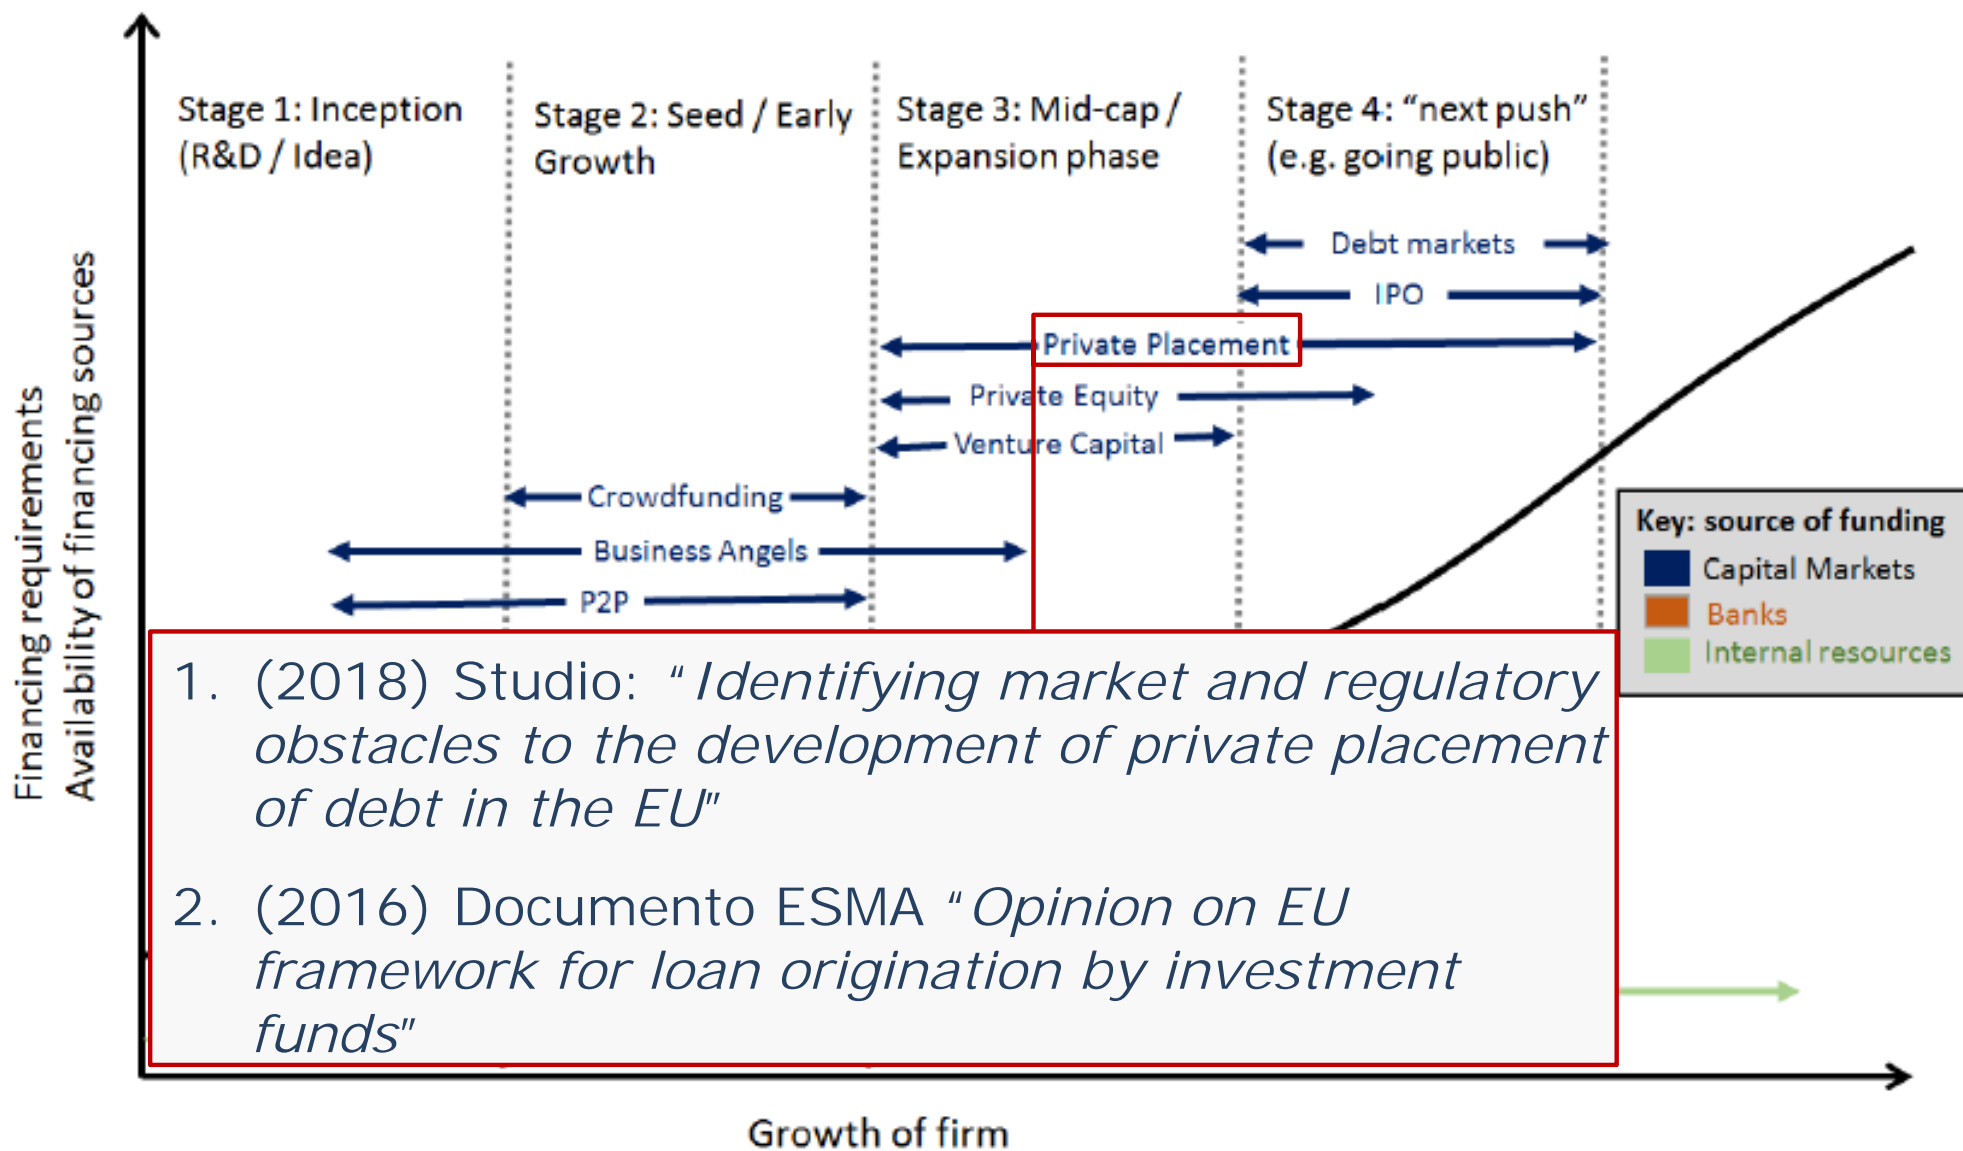 Stage 1: Inception
(R&D / Idea)
Stage 2: Seed / Early
Growth
Stage 3: Mid-cap /
Expansion phase
Stage 4: “next push”
(e.g. going public)
Debt markets
IPO
Private Placement
Private Equity
Venture Capital
Crowdfunding
Business Angels
P2P
Financing requirements
Availability of financing sources
Key: source of funding
Capital Markets
Banks
Internal resources
1. (2018) Studio: “Identifying market and regulatory
obstacles to the development of private placement
of debt in the EU”
2. (2016) Documento ESMA “Opinion on EU
framework for loan origination by investment
funds”
Growth of firm